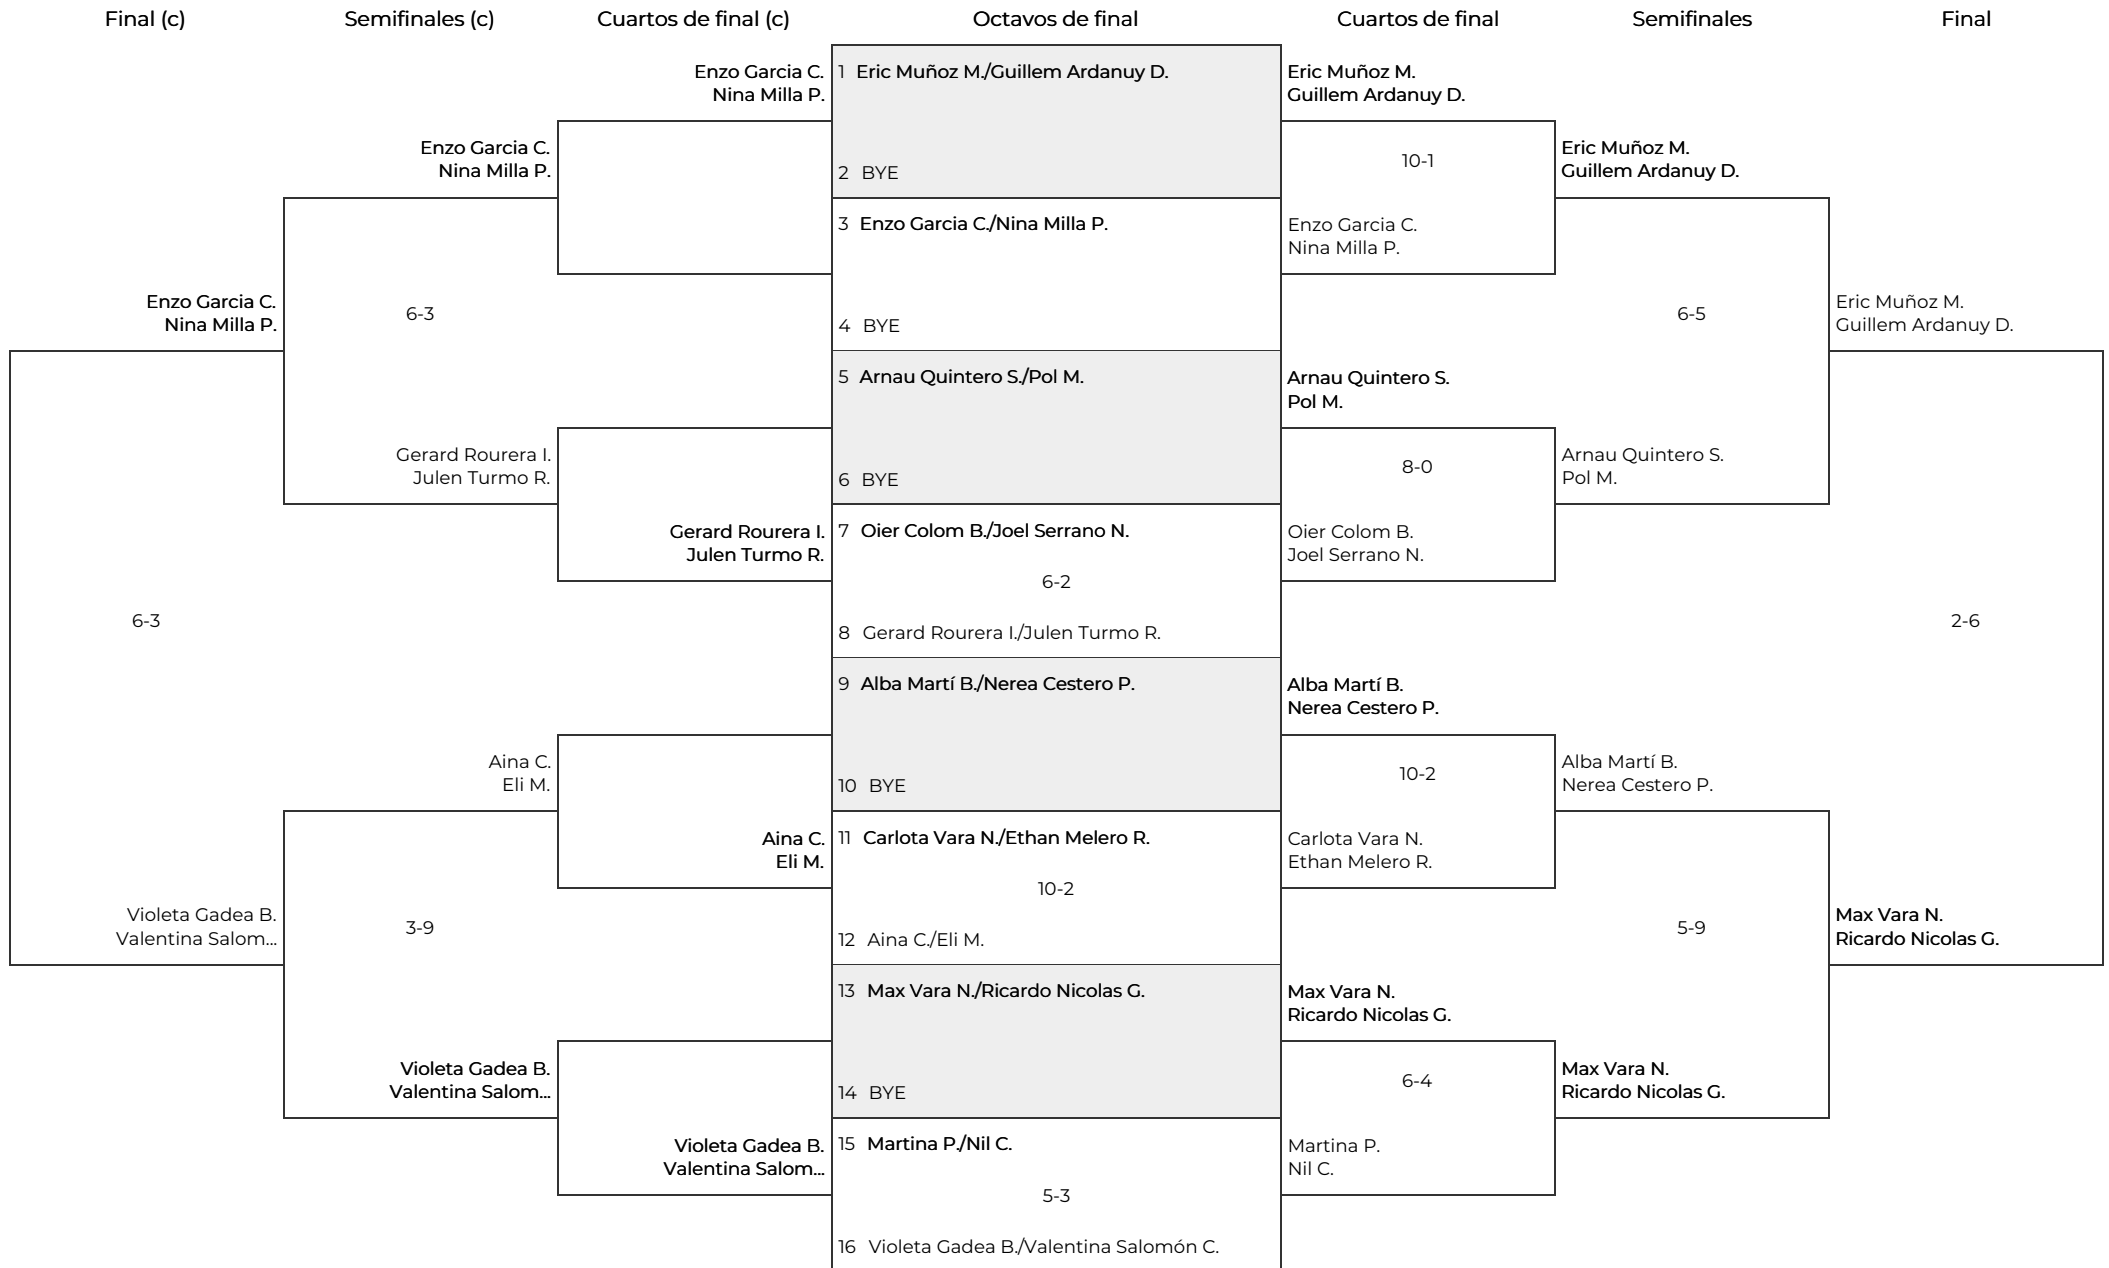 Final (c)
Semifinales (c)
Cuartos de final (c)
Octavos de final
Cuartos de final
Semifinales
Final
Enzo Garcia C.
Nina Milla P.
Enzo Garcia C.
Nina Milla P.
6-3
Gerard Rourera I.
Julen Turmo R.
Enzo Garcia C.
Nina Milla P.
Gerard Rourera I.
Julen Turmo R.
6-3
Violeta Gadea B.
Valentina Salom...
Aina C.
Eli M.
3-9
Violeta Gadea B.
Valentina Salom...
Aina C.
Eli M.
Violeta Gadea B.
Valentina Salom...
1 Eric Muñoz M./Guillem Ardanuy D.
2 BYE
3 Enzo Garcia C./Nina Milla P.
4 BYE
5 Arnau Quintero S./Pol M.
6 BYE
7 Oier Colom B./Joel Serrano N.
6-2
8 Gerard Rourera I./Julen Turmo R.
9 Alba Martí B./Nerea Cestero P.
10 BYE
11 Carlota Vara N./Ethan Melero R.
10-2
12 Aina C./Eli M.
13 Max Vara N./Ricardo Nicolas G.
14 BYE
15 Martina P./Nil C.
5-3
16 Violeta Gadea B./Valentina Salomón C.
Eric Muñoz M.
Guillem Ardanuy D.
10-1
Enzo Garcia C.
Nina Milla P.
Arnau Quintero S.
Pol M.
8-0
Oier Colom B.
Joel Serrano N.
Alba Martí B.
Nerea Cestero P.
10-2
Carlota Vara N.
Ethan Melero R.
Max Vara N.
Ricardo Nicolas G.
6-4
Martina P.
Nil C.
Eric Muñoz M.
Guillem Ardanuy D.
6-5
Arnau Quintero S.
Pol M.
Alba Martí B.
Nerea Cestero P.
5-9
Max Vara N.
Ricardo Nicolas G.
Eric Muñoz M.
Guillem Ardanuy D.
2-6
Max Vara N.
Ricardo Nicolas G.